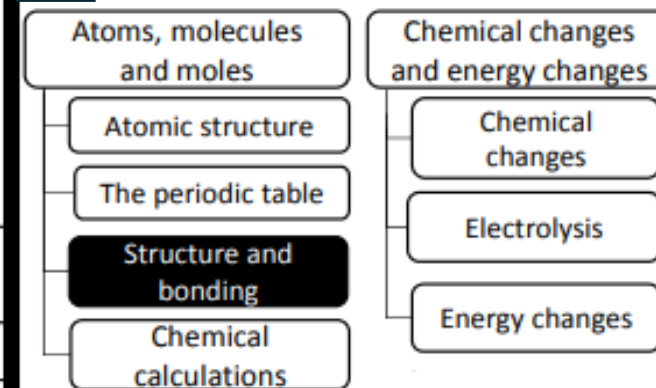 Atoms, molecules
and moles
Atomic structure
The periodic table
Structure and
bonding
Chemical
calculations
Chemical changes
and energy changes
Chemical
changes
Electrolysis
Energy changes